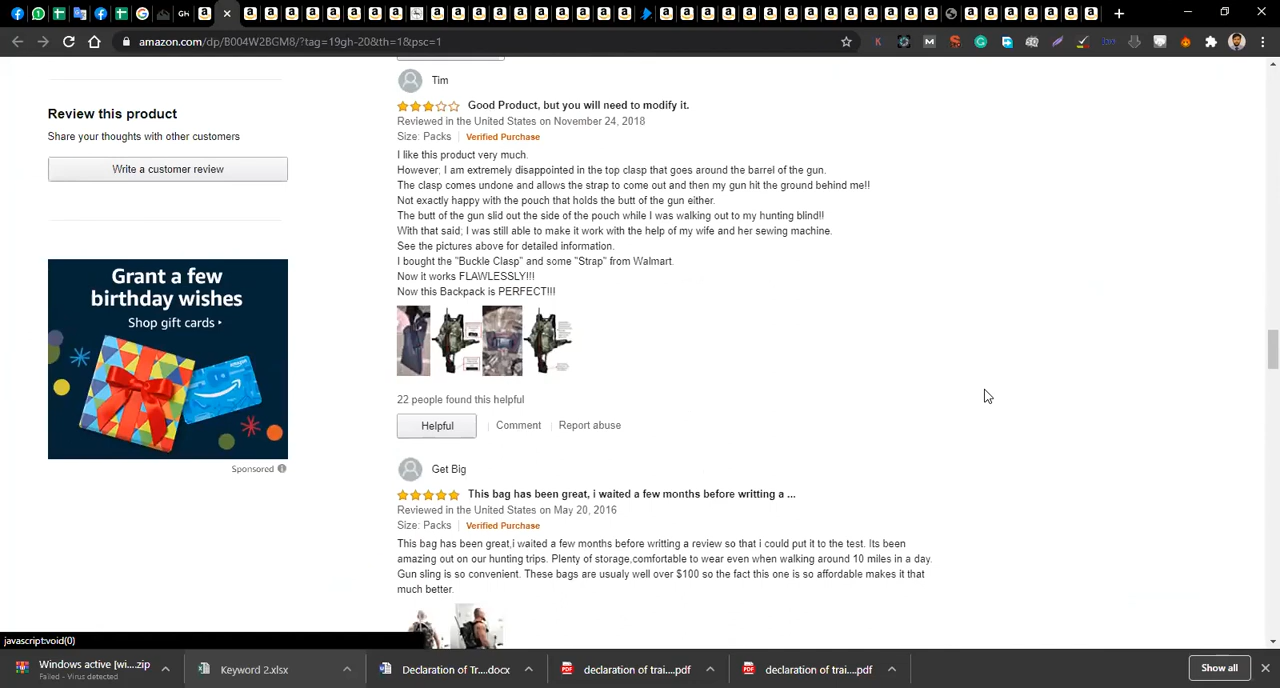 GH
amazon.com/dp/B004W2BGM8/?tag=19gh-20&th=1&psc=1
Tim
Review this product
Good Product, but you will need to modify it.
Reviewed in the United States on November 24, 2018
Share your thoughts with other customers
Size: Packs
Verified Purchase
I like this product very much.
Write a customer review
However; I am extremely disappointed in the top clasp that goes around the barrel of the gun.
The clasp comes undone and allows the strap to come out and then my gun hit the ground behind me!!
Not exactly happy with the pouch that holds the butt of the gun either.
The butt of the gun slid out the side of the pouch while I was walking out to my hunting blind!!
With that said; I was still able to make it work with the help of my wife and her sewing machine.
See the pictures above for detailed information.
I bought the "Buckle Clasp" and some "Strap" from Walmart.
Now it works FLAWLESSLY!!!
Now this Backpack is PERFECT!!!
Grant a few
birthday wishes
Shop gift cards
Sponsored
22 people found this helpful
Helpful
Comment
Report abuse
Get Big
This bag has been great, i waited a few months before writting a ...
Reviewed in the United States on May 20, 2016
Size: Packs
Verified Purchase
This bag has been great,i waited a few months before writting a review so that i could put it to the test. Its been
amazing out on our hunting trips. Plenty of storage,comfortable to wear even when walking around 10 miles in a day.
Gun sling is so convenient. These bags are usualy well over $100 so the fact this one is so affordable makes it that
much better.
javascript:void(0)
Windows active [wi....zip
Failed - Virus detected
Keyword 2.xlsx
Declaration of Tr....docx
declaration of trai....pdf
declaration of trai....pdf
Show all